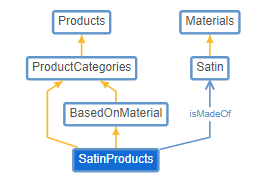 Products
Materials
ProductCategories
Satin
BasedOnMaterial
isMadeOf
SatinProducts